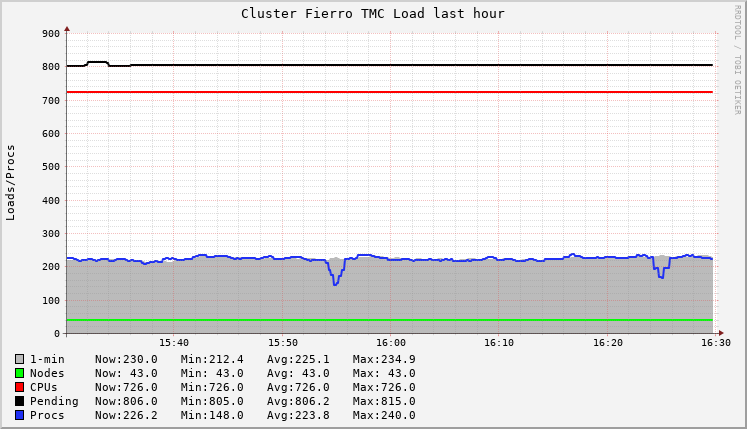 Cluster Fierro TMC Load last hour
RRDTOOL / TOBI OETIKER
Loads/Procs
900
800
700
600
500
400
300
200
100
0
15:40 15:50 16:00 16:10 16:20 16:30
1-min Now:230.0 Min:212.4 Avg:225.1 Max:234.9
Nodes Now: 43.0 Min: 43.0 Avg: 43.0 Max: 43.0
CPUs Now:726.0 Min:726.0 Avg:726.0 Max:726.0
Pending Now:806.0 Min:805.0 Avg:806.2 Max:815.0
Procs Now:226.2 Min:148.0 Avg:223.8 Max:240.0